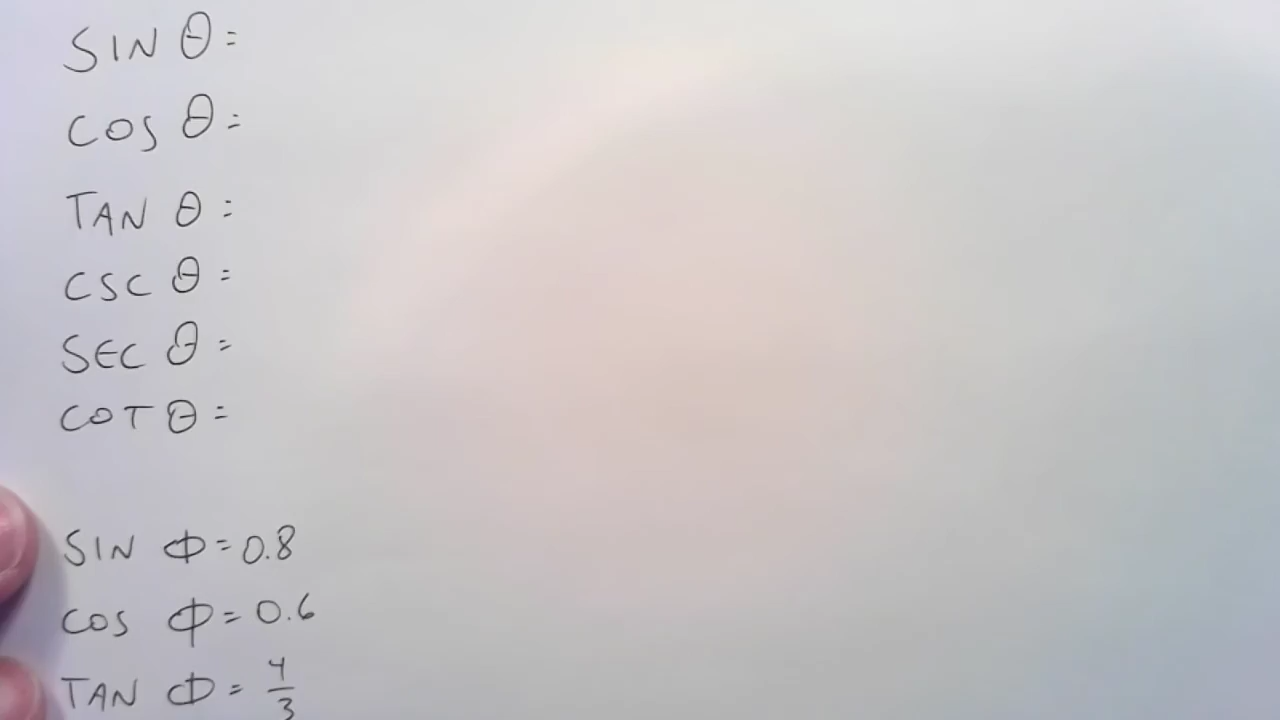 SIN θ=
COS θ=
TAN θ=
CSC θ=
SEC θ=
COT θ=
SIN Φ=0.8
COS Φ=0.6
TAN Φ=4/3